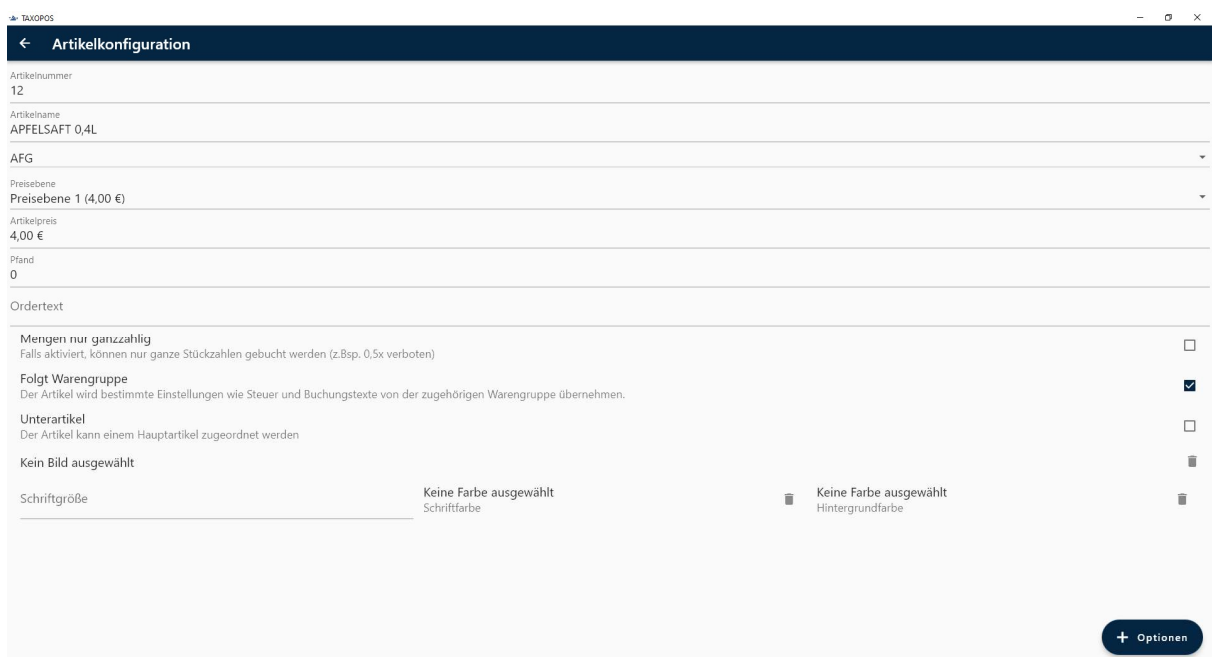 TAXOPOS
Artikelkonfiguration
Artikelnummer
12
Artikelname
APFELSAFT 0,4L
AFG
Preisebene
Preisebene 1 (4,00 €)
Artikelpreis
4,00 €
Pfand
0
Ordertext
Mengen nur ganzzahlig
Falls aktiviert, können nur ganze Stückzahlen gebucht werden (z.Bsp. 0,5x verboten)
Folgt Warengruppe
Der Artikel wird bestimmte Einstellungen wie Steuer und Buchungstexte von der zugehörigen Warengruppe übernehmen.
Unterartikel
Der Artikel kann einem Hauptartikel zugeordnet werden
Kein Bild ausgewählt
Schriftgröße
Keine Farbe ausgewählt
Schriftfarbe
Keine Farbe ausgewählt
Hintergrundfarbe
+ Optionen